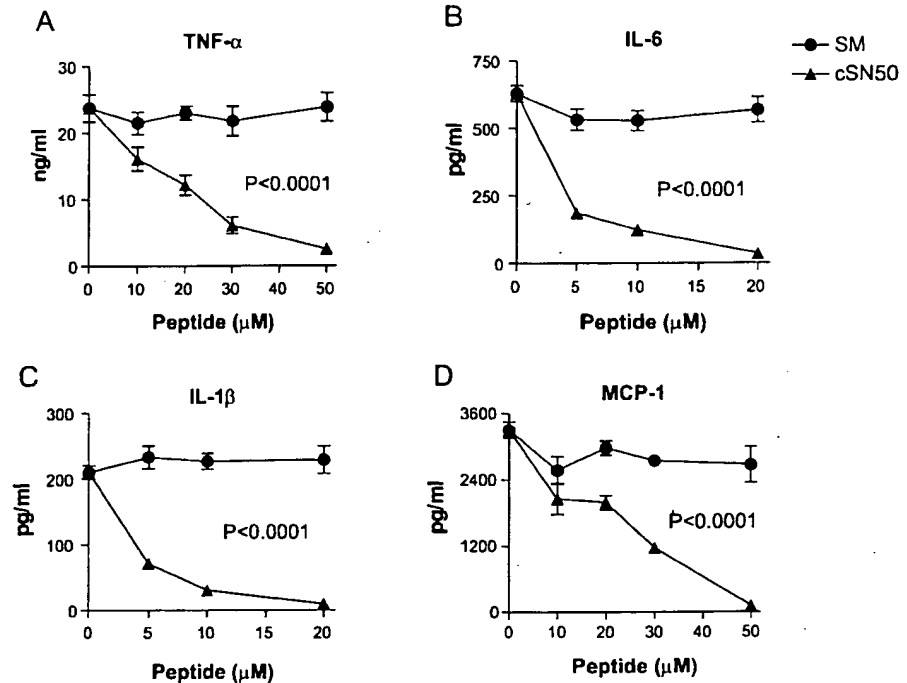 A
TNF-α
30
20
10
0
ng/ml
P<0.0001
0 10 20 30 40 50
Peptide (µM)
B
IL-6
750
500
250
0
pg/ml
P<0.0001
0 5 10 15 20
Peptide (µM)
SM
cSN50
C
IL-1β
300
200
100
0
pg/ml
P<0.0001
0 5 10 15 20
Peptide (µM)
D
MCP-1
3600
2400
1200
0
pg/ml
P<0.0001
0 10 20 30 40 50
Peptide (µM)